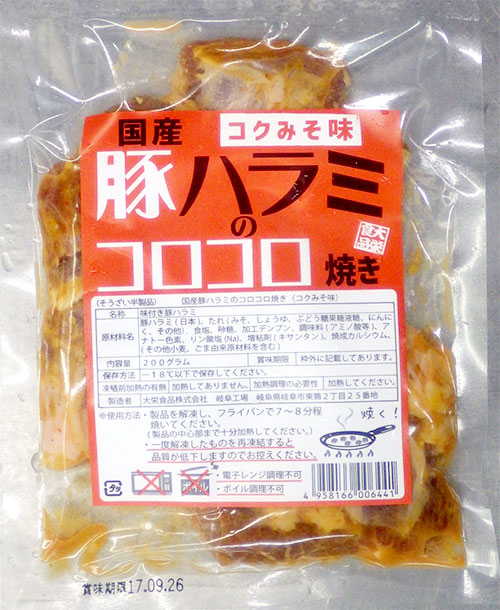 国産 コクみそ味
豚ハラミ
の
コロコロ焼き
大栄
食品
(そうざい半製品) 国産豚ハラミのコロコロ焼き (コクみそ味)
名称 味付き豚ハラミ
原材料名 豚ハラミ(日本)、たれ(みそ、しょうゆ、ぶどう糖果糖液糖、にんに
く、その他)、食塩、砂糖、加工デンプン、調味料(アミノ酸等)、ア
ナトー色素、リン酸塩(Na)、増粘剤(キサンタン)、焼成カルシウム、
(その他小麦、ごま由来原材料を含む)
内容量 200グラム 賞味期限 枠外に記載してあります。
保存方法 −18℃以下で保存してください。
凍結前加熱の有無 加熱してありません。 加熱調理の必要性 加熱してください。
製造者 大栄食品株式会社 岐阜工場 岐阜県岐阜市東鶉2丁目25番地
※使用方法・製品を解凍し、フライパンで7〜8分程
焼いてください。
(製品の中心部まで十分加熱してください。)
・一度解凍したものを再凍結すると
品質が低下しますのでお控えください。
焼く!
・電子レンジ調理不可
・ボイル調理不可
プラ
4 958166 006441
賞味期限17.09.26